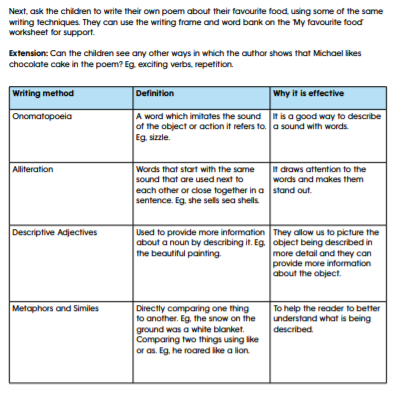 Next, ask the children to write their own poem about their favourite food, using some of the same
writing techniques. They can use the writing frame and word bank on the 'My favourite food'
worksheet for support.
Extension: Can the children see any other ways in which the author shows that Michael likes
chocolate cake in the poem? Eg, exciting verbs, repetition.
Writing method
Definition
Why it is effective
Onomatopoeia
A word which imitates the sound
of the object or action it refers to.
Eg, sizzle.
It is a good way to describe
a sound with words.
Alliteration
Words that start with the same
sound that are used next to
each other or close together in a
sentence. Eg, she sells sea shells.
It draws attention to the
words and makes them
stand out.
Descriptive Adjectives
Used to provide more information
about a noun by describing it. Eg,
the beautiful painting.
They allow us to picture the
object being described in
more detail and they can
provide more information
about the object.
Metaphors and Similes
Directly comparing one thing
to another. Eg, the snow on the
ground was a white blanket.
Comparing two things using like
or as. Eg, he roared like a lion.
To help the reader to better
understand what is being
described.